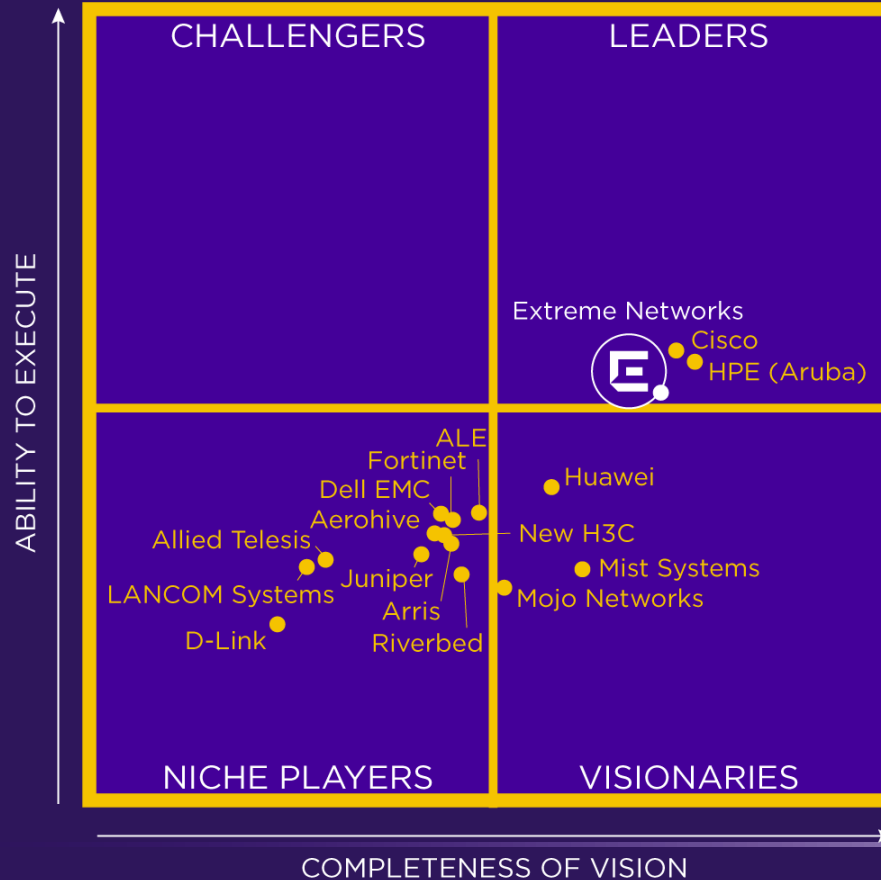 CHALLENGERS
LEADERS
ABILITY TO EXECUTE
Extreme Networks
Cisco
HPE (Aruba)
ALE
Fortinet
Dell EMC
Aerohive
Huawei
New H3C
Allied Telesis
LANCOM Systems
Juniper
Mist Systems
Mojo Networks
Arris
D-Link
Riverbed
NICHE PLAYERS
VISIONARIES
COMPLETENESS OF VISION